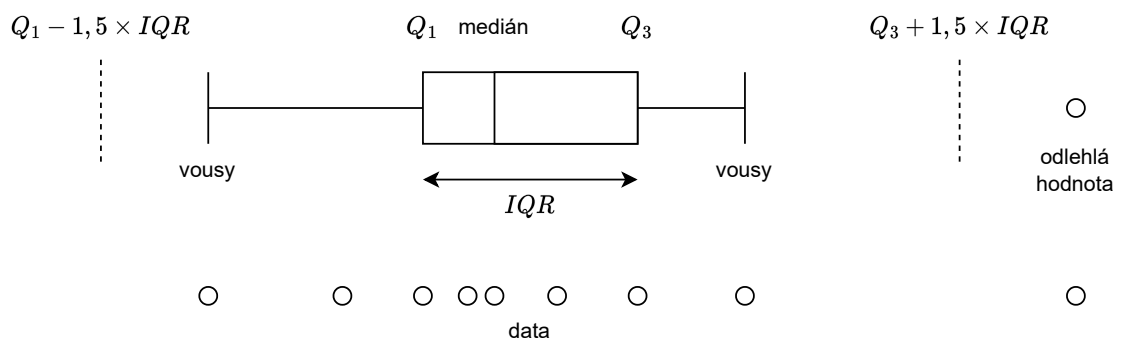 Q₁ − 1,5 × IQR
Q₁
medián
Q₃
Q₃ + 1,5 × IQR
vousy
vousy
odlehlá
hodnota
IQR
data